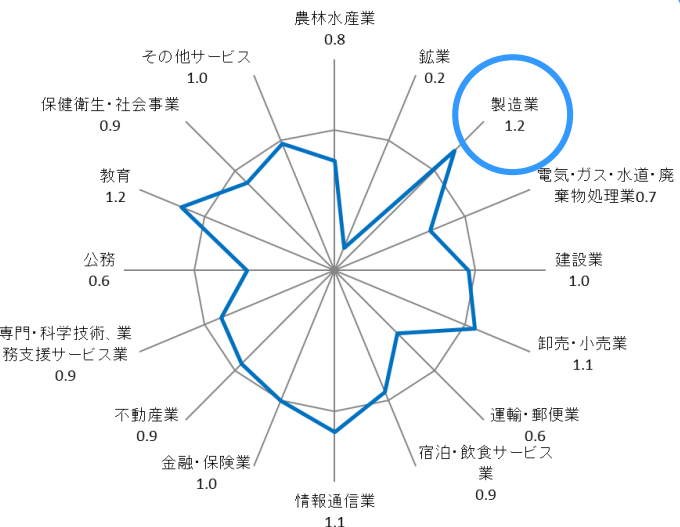 農林水産業
0.8
鉱業
0.2
製造業
1.2
電気・ガス・水道・廃
棄物処理業0.7
建設業
1.0
卸売・小売業
1.1
運輸・郵便業
0.6
宿泊・飲食サービス
業
0.9
情報通信業
1.1
金融・保険業
1.0
不動産業
0.9
専門・科学技術、業
務支援サービス業
0.9
公務
0.6
教育
1.2
保健衛生・社会事業
0.9
その他サービス
1.0